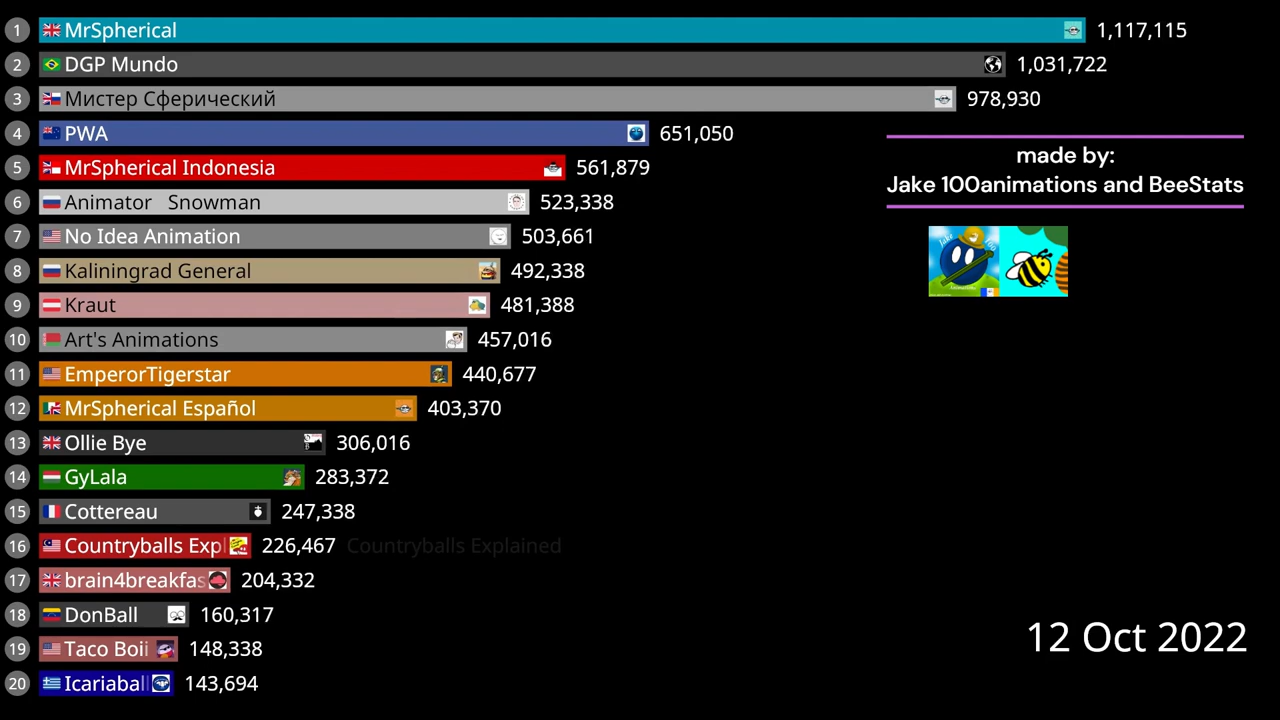 1 MrSpherical 1,117,115
2 DGP Mundo 1,031,722
3 Мистер Сферический 978,930
4 PWA 651,050
made by:
5 MrSpherical Indonesia 561,879
Jake 100animations and BeeStats
6 Animator Snowman 523,338
7 No Idea Animation 503,661
8 Kaliningrad General 492,338
9 Kraut 481,388
10 Art's Animations 457,016
11 EmperorTigerstar 440,677
12 MrSpherical Español 403,370
13 Ollie Bye 306,016
14 GyLala 283,372
15 Cottereau 247,338
16 Countryballs Expl 226,467 Countryballs Explained
17 brain4breakfas 204,332
18 DonBall 160,317
12 Oct 2022
19 Taco Boii 148,338
20 Icariaball 143,694